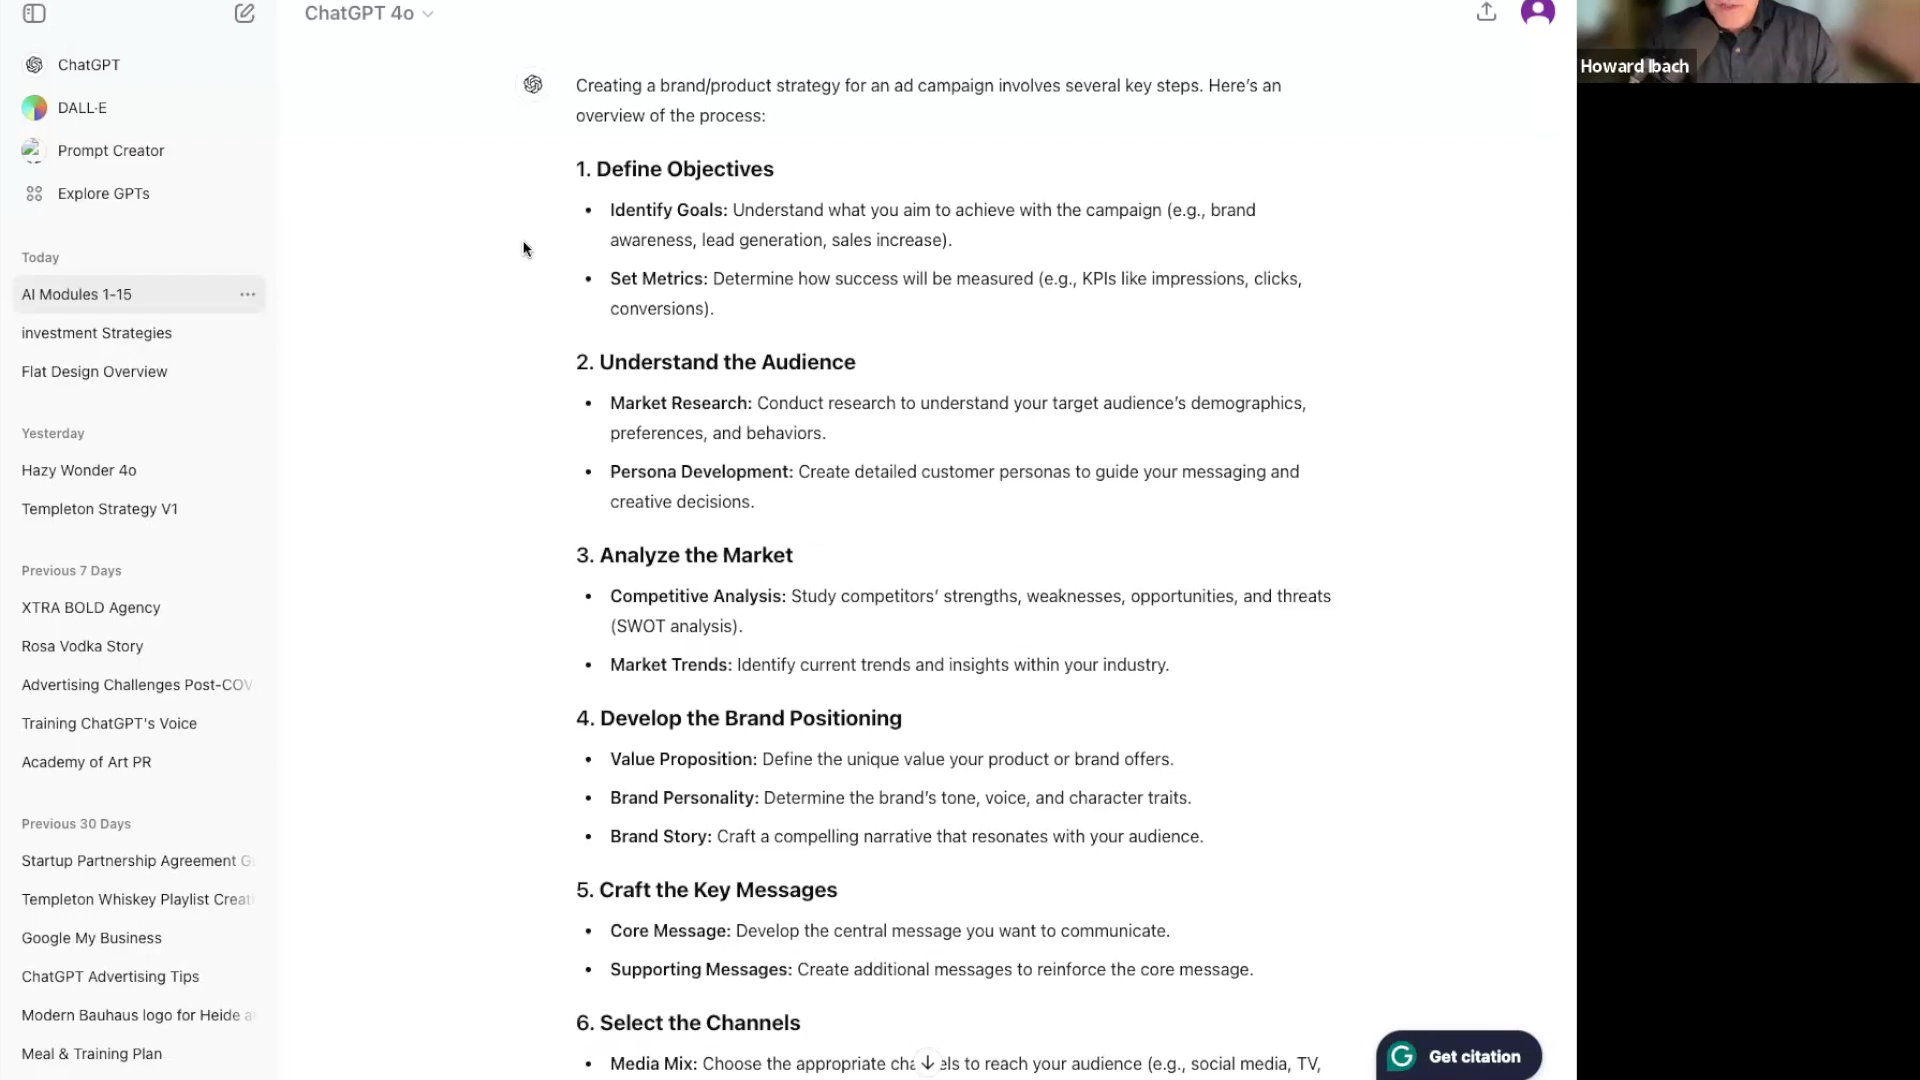 ChatGPT 4o
ChatGPT
DALL·E
Prompt Creator
Explore GPTs
Today
AI Modules 1-15
investment Strategies
Flat Design Overview
Yesterday
Hazy Wonder 4o
Templeton Strategy V1
Previous 7 Days
XTRA BOLD Agency
Rosa Vodka Story
Advertising Challenges Post-COV
Training ChatGPT's Voice
Academy of Art PR
Previous 30 Days
Startup Partnership Agreement G
Templeton Whiskey Playlist Creati
Google My Business
ChatGPT Advertising Tips
Modern Bauhaus logo for Heide a
Meal & Training Plan
Creating a brand/product strategy for an ad campaign involves several key steps. Here’s an
overview of the process:
1. Define Objectives
• Identify Goals: Understand what you aim to achieve with the campaign (e.g., brand
awareness, lead generation, sales increase).
• Set Metrics: Determine how success will be measured (e.g., KPIs like impressions, clicks,
conversions).
2. Understand the Audience
• Market Research: Conduct research to understand your target audience’s demographics,
preferences, and behaviors.
• Persona Development: Create detailed customer personas to guide your messaging and
creative decisions.
3. Analyze the Market
• Competitive Analysis: Study competitors’ strengths, weaknesses, opportunities, and threats
(SWOT analysis).
• Market Trends: Identify current trends and insights within your industry.
4. Develop the Brand Positioning
• Value Proposition: Define the unique value your product or brand offers.
• Brand Personality: Determine the brand’s tone, voice, and character traits.
• Brand Story: Craft a compelling narrative that resonates with your audience.
5. Craft the Key Messages
• Core Message: Develop the central message you want to communicate.
• Supporting Messages: Create additional messages to reinforce the core message.
6. Select the Channels
• Media Mix: Choose the appropriate cha els to reach your audience (e.g., social media, TV,
Get citation
Howard Ibach